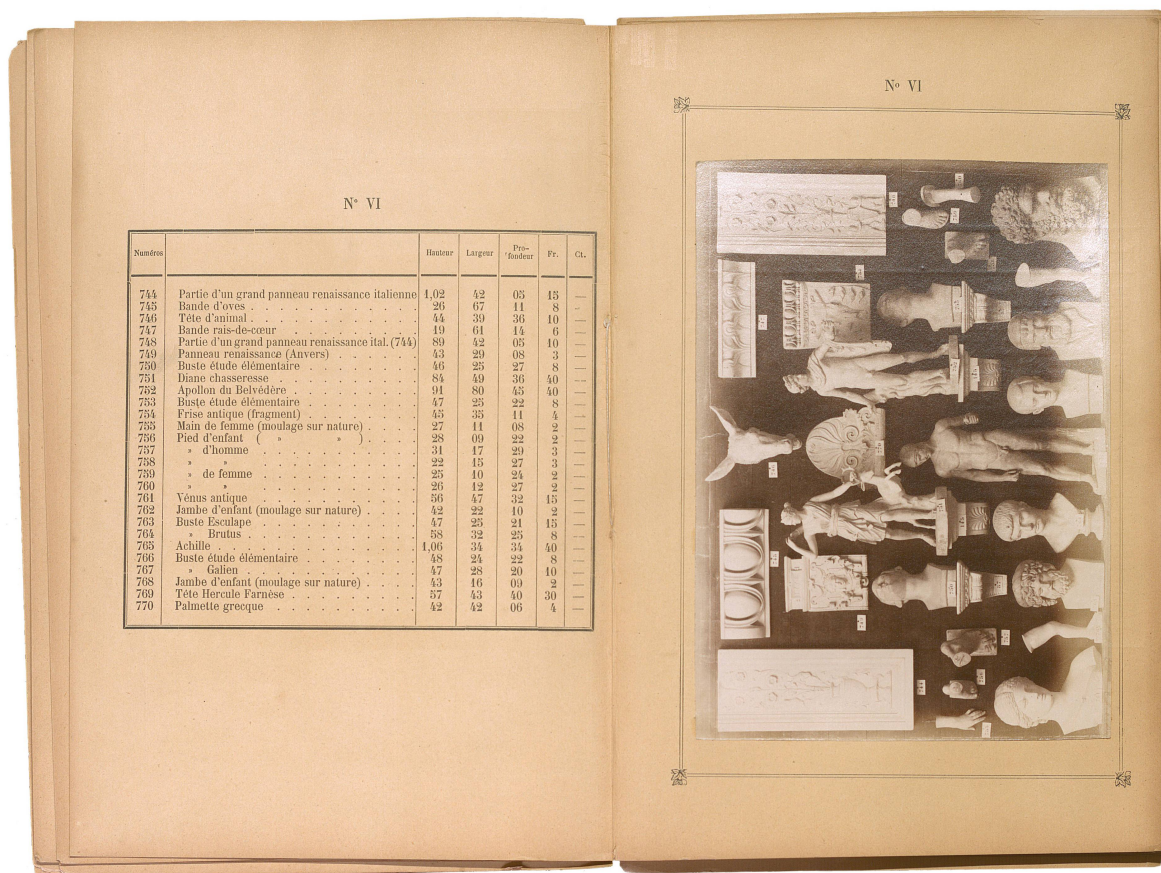 N° VI
Numéros Hauteur Largeur Pro-fondeur Fr. Ct.
744 Partie d'un grand panneau renaissance italienne 1,02 42 05 15 —
745 Bande d'oves . . . . . . . . . . . . . 26 67 11 8 —
746 Tête d'animal . . . . . . . . . . . . . 44 39 36 10 —
747 Bande rais-de-cœur . . . . . . . . . . 19 61 14 6 —
748 Partie d'un grand panneau renaissance ital. (744) 89 42 05 10 —
749 Panneau renaissance (Anvers) . . . . . 43 29 08 3 —
750 Buste étude élémentaire . . . . . . . . 46 25 27 8 —
751 Diane chasseresse . . . . . . . . . . . 84 49 36 40 —
752 Apollon du Belvédère . . . . . . . . . 91 80 45 40 —
753 Buste étude élémentaire . . . . . . . . 47 25 22 8 —
754 Frise antique (fragment) . . . . . . . . 45 35 11 4 —
755 Main de femme (moulage sur nature) . . . . 27 11 08 2 —
756 Pied d'enfant ( » » ) . . . . 28 09 22 2 —
757 » d'homme . . . . . . . . . . 31 17 29 3 —
758 » » . . . . . . . . . . 22 15 27 3 —
759 » de femme . . . . . . . . . . 25 10 24 2 —
760 » » . . . . . . . . . . 26 12 27 2 —
761 Vénus antique . . . . . . . . . . . . 56 47 32 15 —
762 Jambe d'enfant (moulage sur nature) . . . . 42 22 10 2 —
763 Buste Esculape . . . . . . . . . . . 47 25 21 15 —
764 » Brutus . . . . . . . . . . . 58 32 25 8 —
765 Achille . . . . . . . . . . . . . 1,06 34 34 40 —
766 Buste étude élémentaire . . . . . . . . 48 24 22 8 —
767 » Galien . . . . . . . . . . . 47 28 20 10 —
768 Jambe d'enfant (moulage sur nature) . . . . 43 16 09 2 —
769 Tête Hercule Farnèse . . . . . . . . . 57 43 40 30 —
770 Palmette grecque . . . . . . . . . . 42 42 06 4 —
N° VI